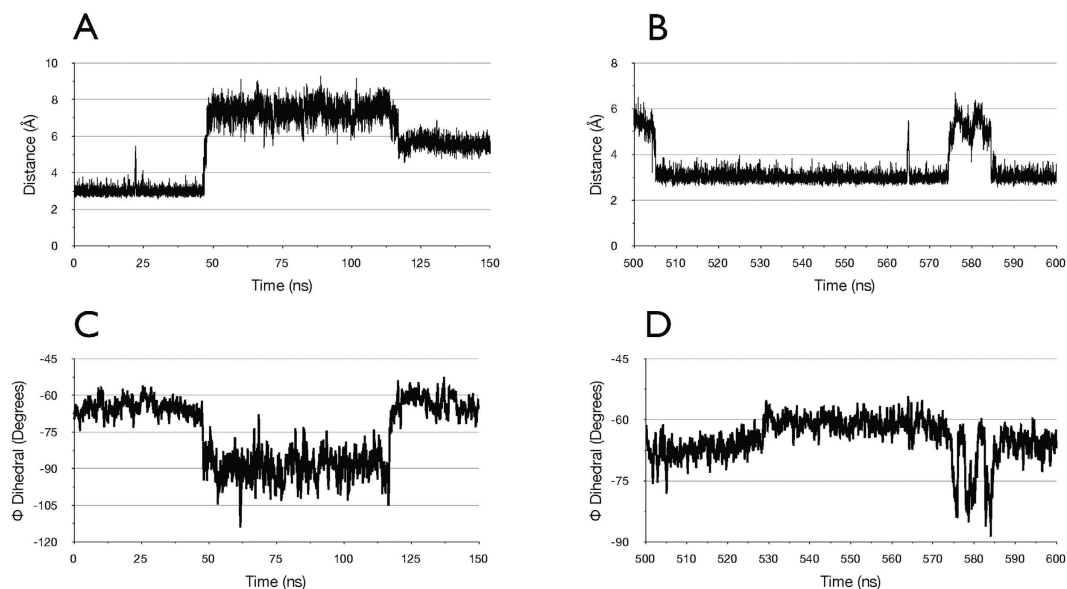 A
10
8
6
4
2
0
Distance (Å)
0 25 50 75 100 125 150
Time (ns)
B
8
6
4
2
0
Distance (Å)
500 510 520 530 540 550 560 570 580 590 600
Time (ns)
C
-45
-60
-75
-90
-105
-120
Φ Dihedral (Degrees)
0 25 50 75 100 125 150
Time (ns)
D
-45
-60
-75
-90
Φ Dihedral (Degrees)
500 510 520 530 540 550 560 570 580 590 600
Time (ns)